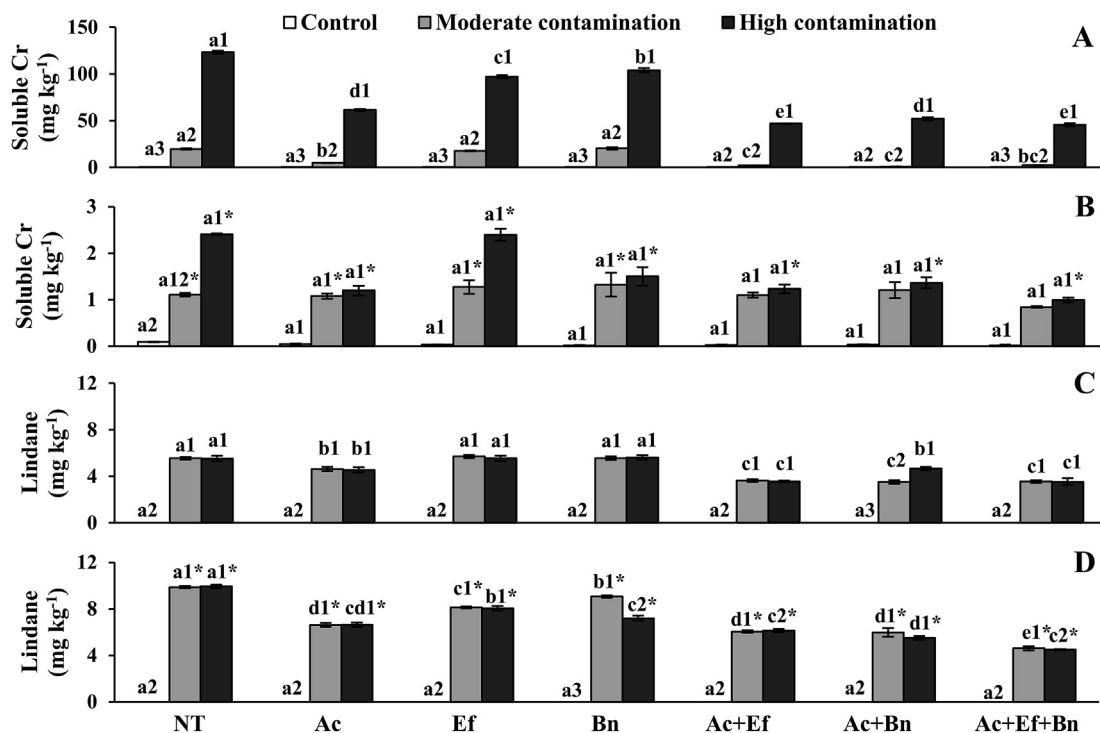 Control Moderate contamination High contamination
A
Soluble Cr
(mg kg⁻¹)
150
100
50
0
a3 a2 a1
a3 b2 d1
a3 a2 c1
a3 a2 b1
a2 c2 e1
a2 c2 d1
a3 bc2 e1
B
Soluble Cr
(mg kg⁻¹)
3
2
1
0
a2 a12* a1*
a1 a1* a1*
a1 a1* a1*
a1 a1* a1*
a1 a1 a1*
a1 a1 a1*
a1 a1 a1*
C
Lindane
(mg kg⁻¹)
12
8
4
0
a2 a1 a1
a2 b1 b1
a2 a1 a1
a2 a1 a1
a2 c1 c1
a3 c2 b1
a2 c1 c1
D
Lindane
(mg kg⁻¹)
12
8
4
0
a2 a1* a1*
a2 d1* cd1*
a2 c1* b1*
a3 b1* c2*
a2 d1* c2*
a2 d1* d1*
a2 e1* c2*
NT Ac Ef Bn Ac+Ef Ac+Bn Ac+Ef+Bn